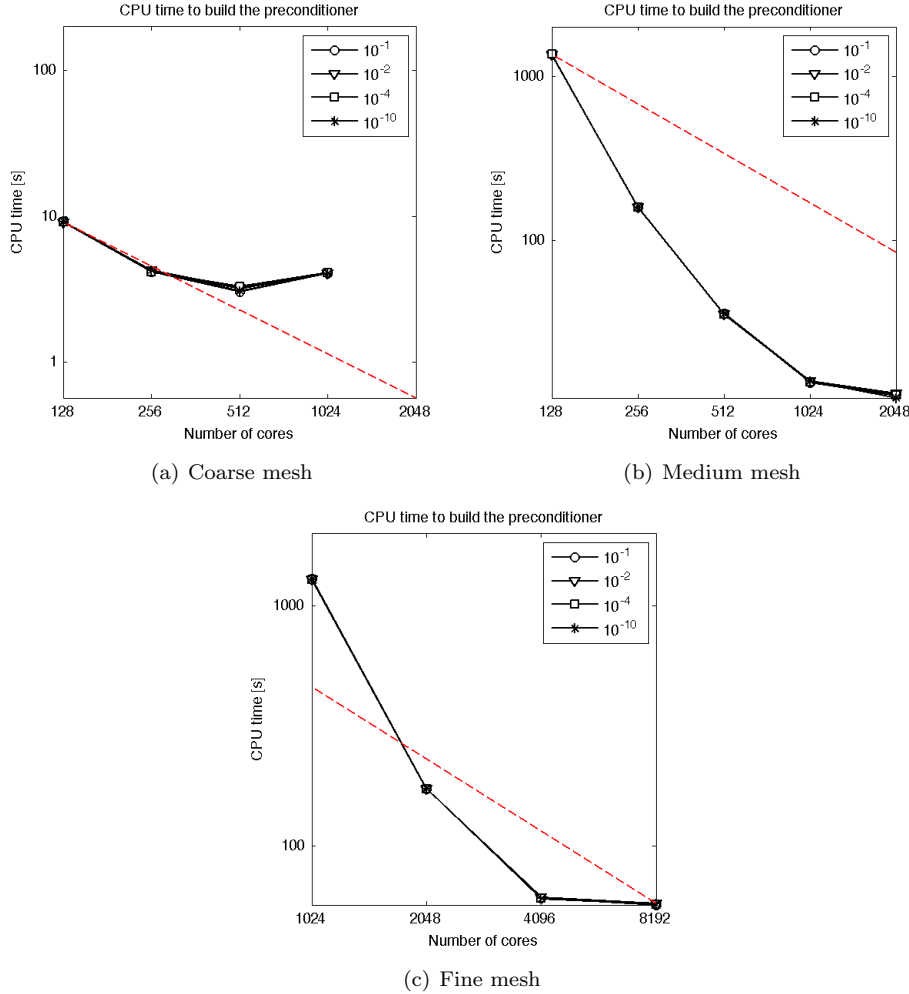 CPU time to build the preconditioner
10⁻¹
10⁻²
10⁻⁴
10⁻¹⁰
100
10
1
CPU time [s]
128 256 512 1024 2048
Number of cores
(a) Coarse mesh
CPU time to build the preconditioner
10⁻¹
10⁻²
10⁻⁴
10⁻¹⁰
1000
100
CPU time [s]
128 256 512 1024 2048
Number of cores
(b) Medium mesh
CPU time to build the preconditioner
10⁻¹
10⁻²
10⁻⁴
10⁻¹⁰
1000
100
CPU time [s]
1024 2048 4096 8192
Number of cores
(c) Fine mesh